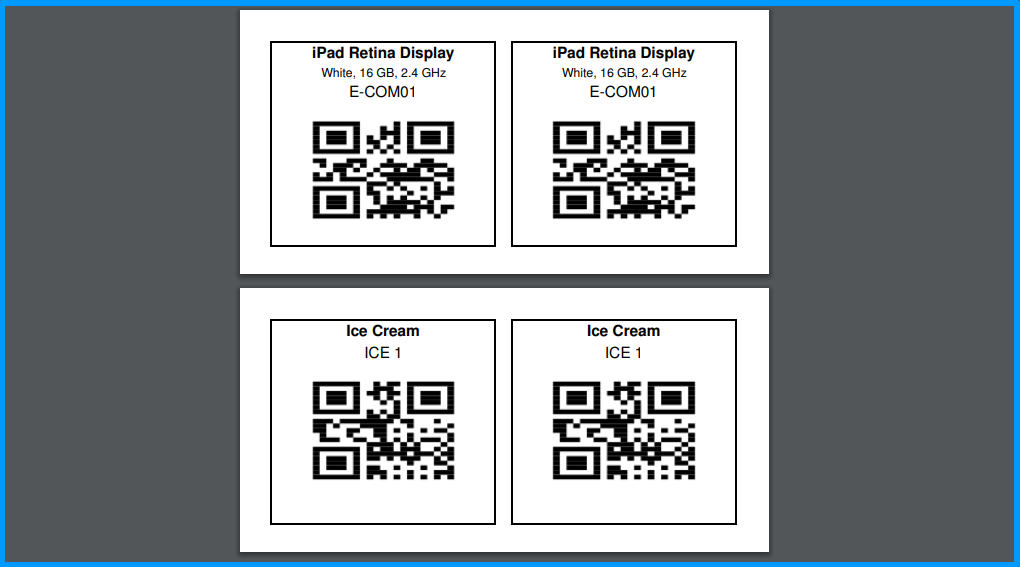 iPad Retina Display
White, 16 GB, 2.4 GHz
E-COM01
iPad Retina Display
White, 16 GB, 2.4 GHz
E-COM01
Ice Cream
ICE 1
Ice Cream
ICE 1